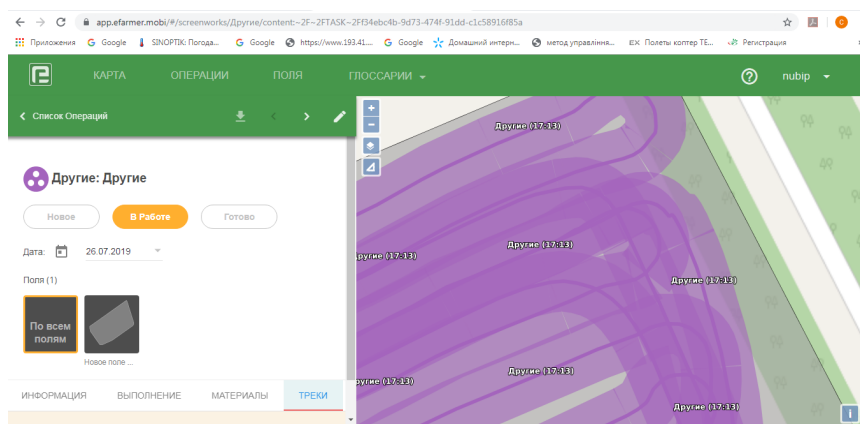 app.efarmer.mobi/#/screenworks/Другие/content:~2F~2FTASK~2Ff34ebc4b-9d73-474f-91dd-c1c58916f85a
Приложения Google SINOPTIK: Погода... Google https://www.193.41.... Google Домашний интерн... метод управління... EX Полеты коптер TE... Регистрация
КАРТА ОПЕРАЦИИ ПОЛЯ ГЛОССАРИИ nubip
Список Операций
Другие (17:13)
Другие: Другие
Новое В Работе Готово
Дата: 26.07.2019
Другие (17:13)
Другие (17:13)
Поля (1)
Другие (17:13)
По всем
полям
Новое поле ...
Другие (17:13)
Другие (17:13)
ИНФОРМАЦИЯ ВЫПОЛНЕНИЕ МАТЕРИАЛЫ ТРЕКИ
Другие (17:13)